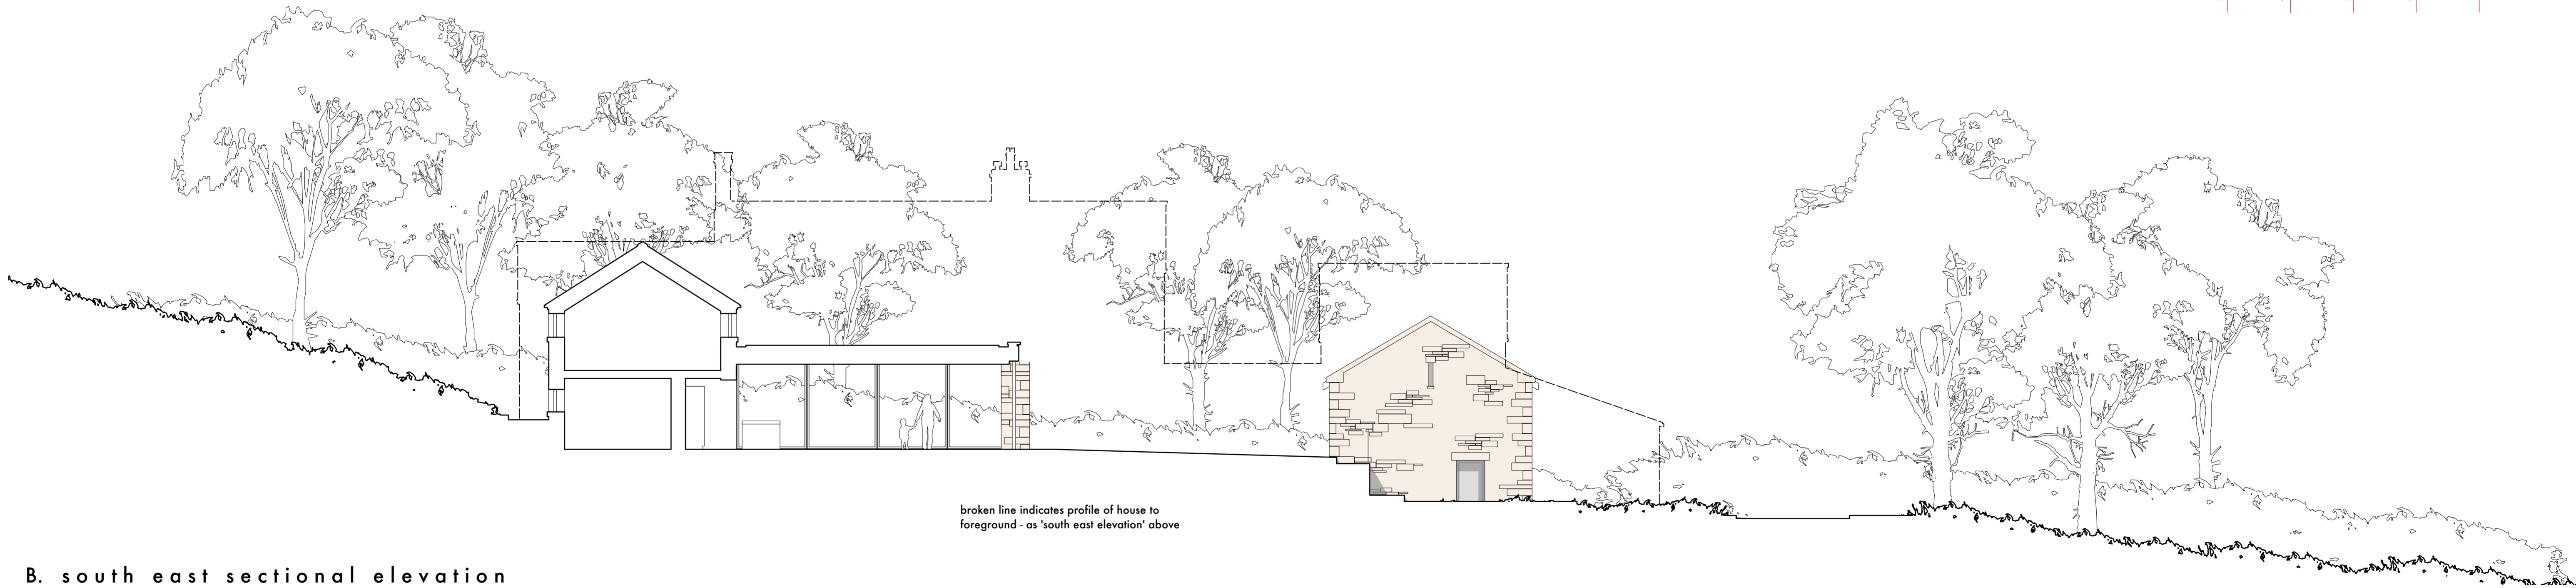 broken line indicates profile of house to
foreground - as 'south east elevation' above
B. south east sectional elevation